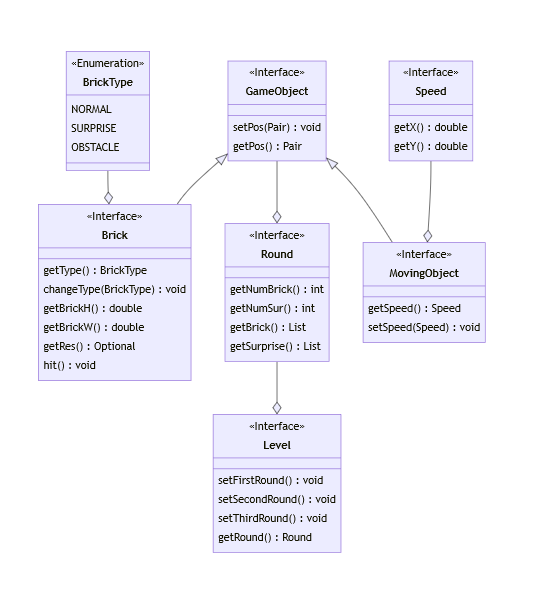 «Enumeration»
BrickType
NORMAL
SURPRISE
OBSTACLE
«Interface»
GameObject
setPos(Pair) : void
getPos() : Pair
«Interface»
Speed
getX() : double
getY() : double
«Interface»
Brick
getType() : BrickType
changeType(BrickType) : void
getBrickH() : double
getBrickW() : double
getRes() : Optional
hit() : void
«Interface»
Round
getNumBrick() : int
getNumSur() : int
getBrick() : List
getSurprise() : List
«Interface»
MovingObject
getSpeed() : Speed
setSpeed(Speed) : void
«Interface»
Level
setFirstRound() : void
setSecondRound() : void
setThirdRound() : void
getRound() : Round